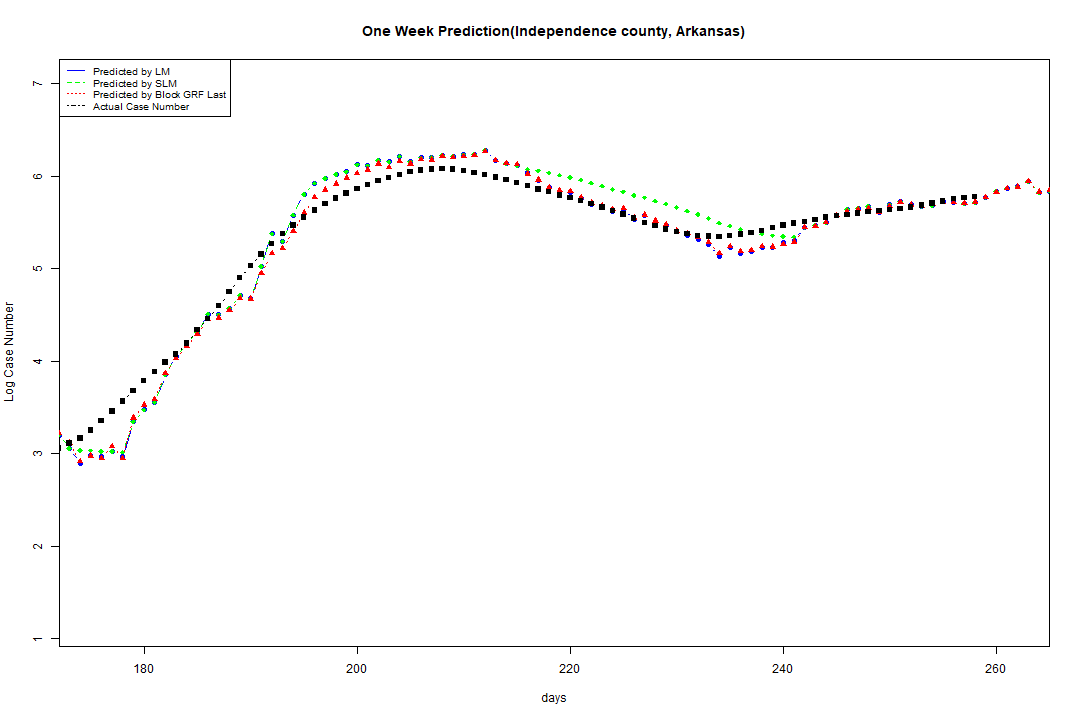 One Week Prediction(Independence county, Arkansas)
Predicted by LM
Predicted by SLM
Predicted by Block GRF Last
Actual Case Number
7
6
5
4
3
2
1
Log Case Number
180 200 220 240 260
days